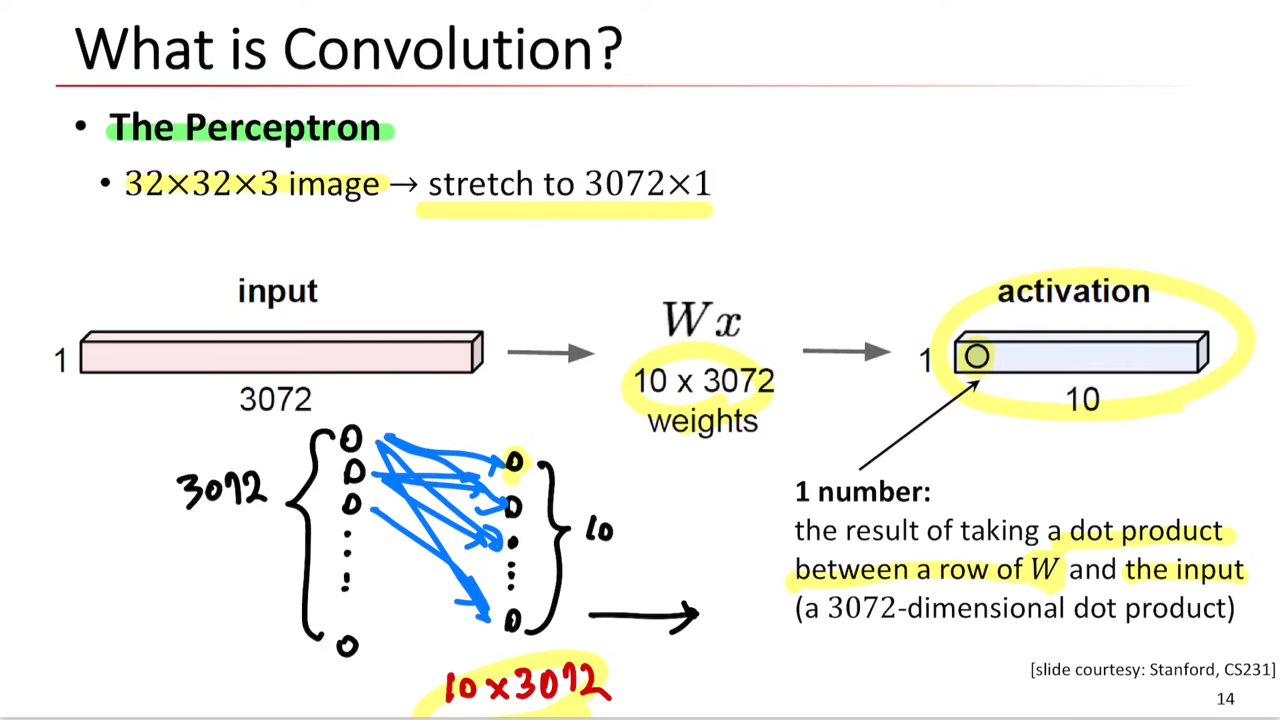 What is Convolution?
• The Perceptron
• 32×32×3 image → stretch to 3072×1
input
1
3072
Wx
10 x 3072
weights
activation
1
10
3072
10
10 x 3072
1 number:
the result of taking a dot product
between a row of W and the input
(a 3072-dimensional dot product)
[slide courtesy: Stanford, CS231]
14